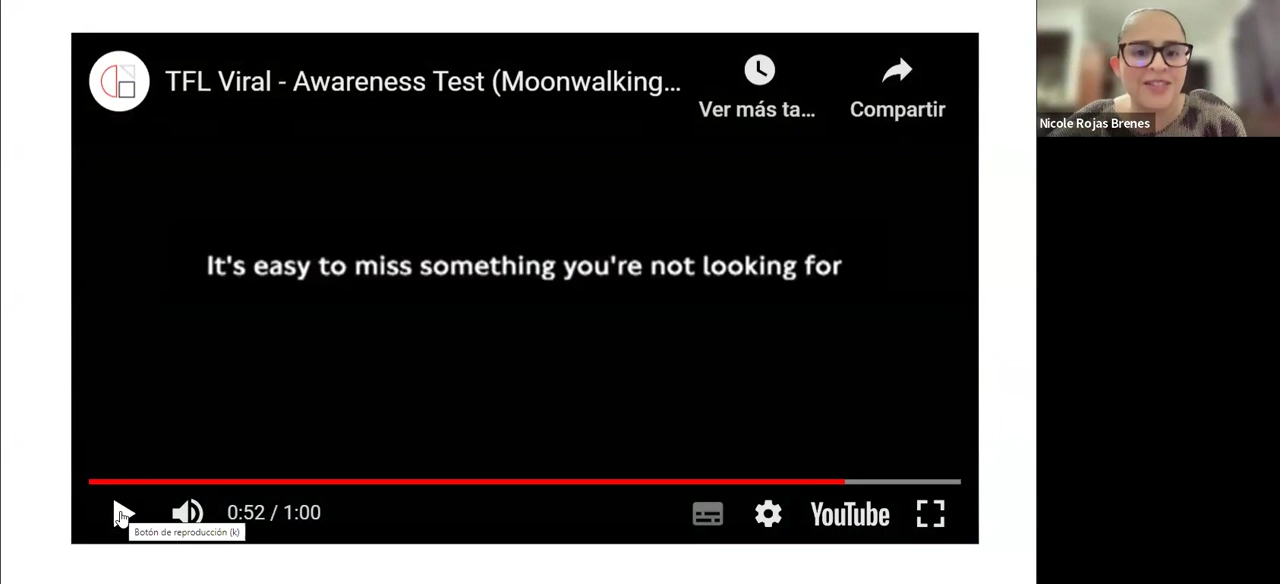 TFL Viral - Awareness Test (Moonwalking...
Ver más ta...
Compartir
Nicole Rojas Brenes
It's easy to miss something you're not looking for
0:52 / 1:00
YouTube
Botón de reproducción (k)